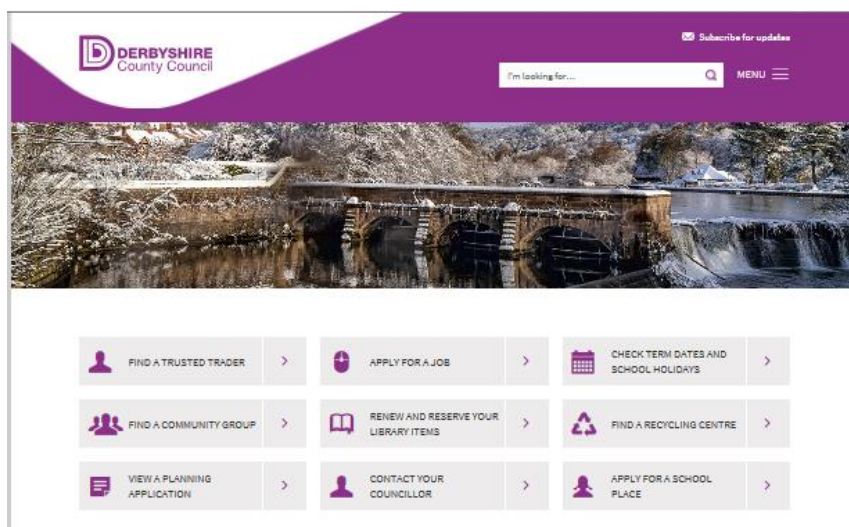 Subscribe for updates
DERBYSHIRE
County Council
I'm looking for...
MENU
FIND A TRUSTED TRADER
APPLY FOR A JOB
CHECK TERM DATES AND
SCHOOL HOLIDAYS
FIND A COMMUNITY GROUP
RENEW AND RESERVE YOUR
LIBRARY ITEMS
FIND A RECYCLING CENTRE
VIEW A PLANNING
APPLICATION
CONTACT YOUR
COUNCILLOR
APPLY FOR A SCHOOL
PLACE